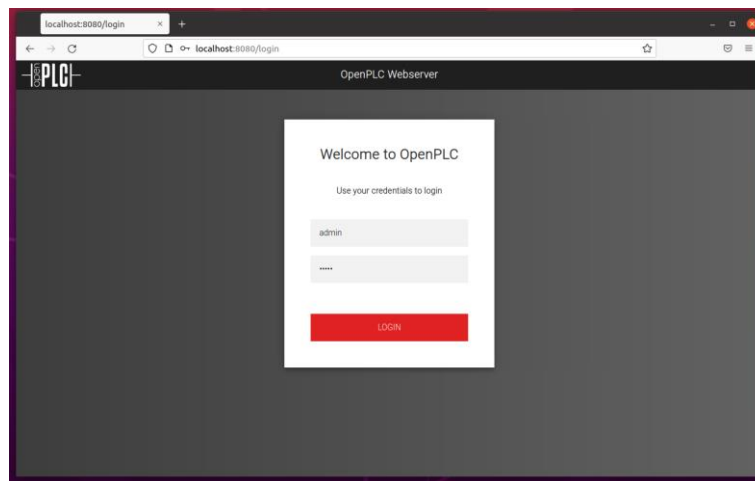 localhost:8080/login
localhost:8080/login
open PLC
OpenPLC Webserver
Welcome to OpenPLC
Use your credentials to login
admin
•••••
LOGIN